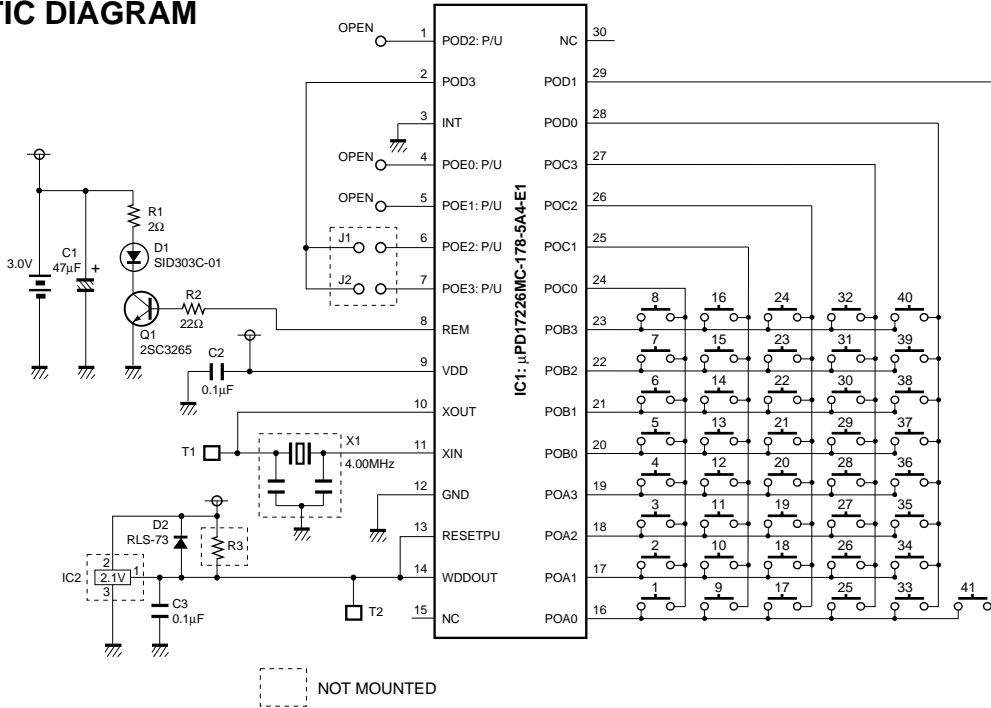 TIC DIAGRAM
OPEN
1
POD2: P/U
NC
30
2
POD3
POD1
29
3
INT
POD0
28
OPEN
4
POE0: P/U
POC3
27
OPEN
5
POE1: P/U
POC2
26
J1
6
POE2: P/U
POC1
25
J2
7
POE3: P/U
POC0
24
8
REM
POB3
23
9
VDD
POB2
22
10
XOUT
POB1
21
11
XIN
POB0
20
12
GND
POA3
19
13
RESETPU
POA2
18
14
WDDOUT
POA1
17
15
NC
POA0
16
IC1: µPD17226MC-178-5A4-E1
3.0V
C1
47µF +
R1
2Ω
D1
SID303C-01
R2
22Ω
Q1
2SC3265
C2
0.1µF
T1
X1
4.00MHz
D2
RLS-73
R3
IC2
2
2.1V
1
3
C3
0.1µF
T2
8 16 24 32 40
7 15 23 31 39
6 14 22 30 38
5 13 21 29 37
4 12 20 28 36
3 11 19 27 35
2 10 18 26 34
1 9 17 25 33 41
NOT MOUNTED